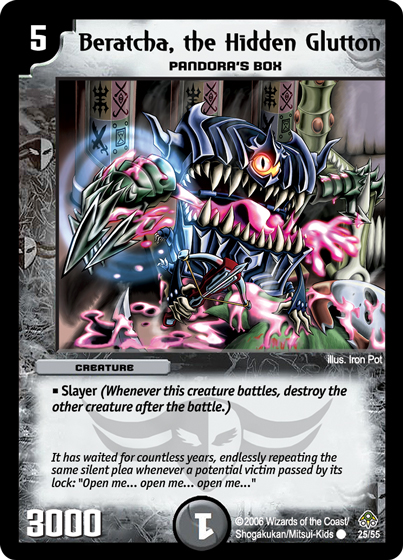 5
Beratcha, the Hidden Glutton
PANDORA'S BOX
illus. Iron Pot
CREATURE
▪ Slayer (Whenever this creature battles, destroy the
other creature after the battle.)
It has waited for countless years, endlessly repeating the
same silent plea whenever a potential victim passed by its
lock: "Open me... open me... open me..."
3000
1
©2006 Wizards of the Coast/
Shogakukan/Mitsui-Kids ● 25/55